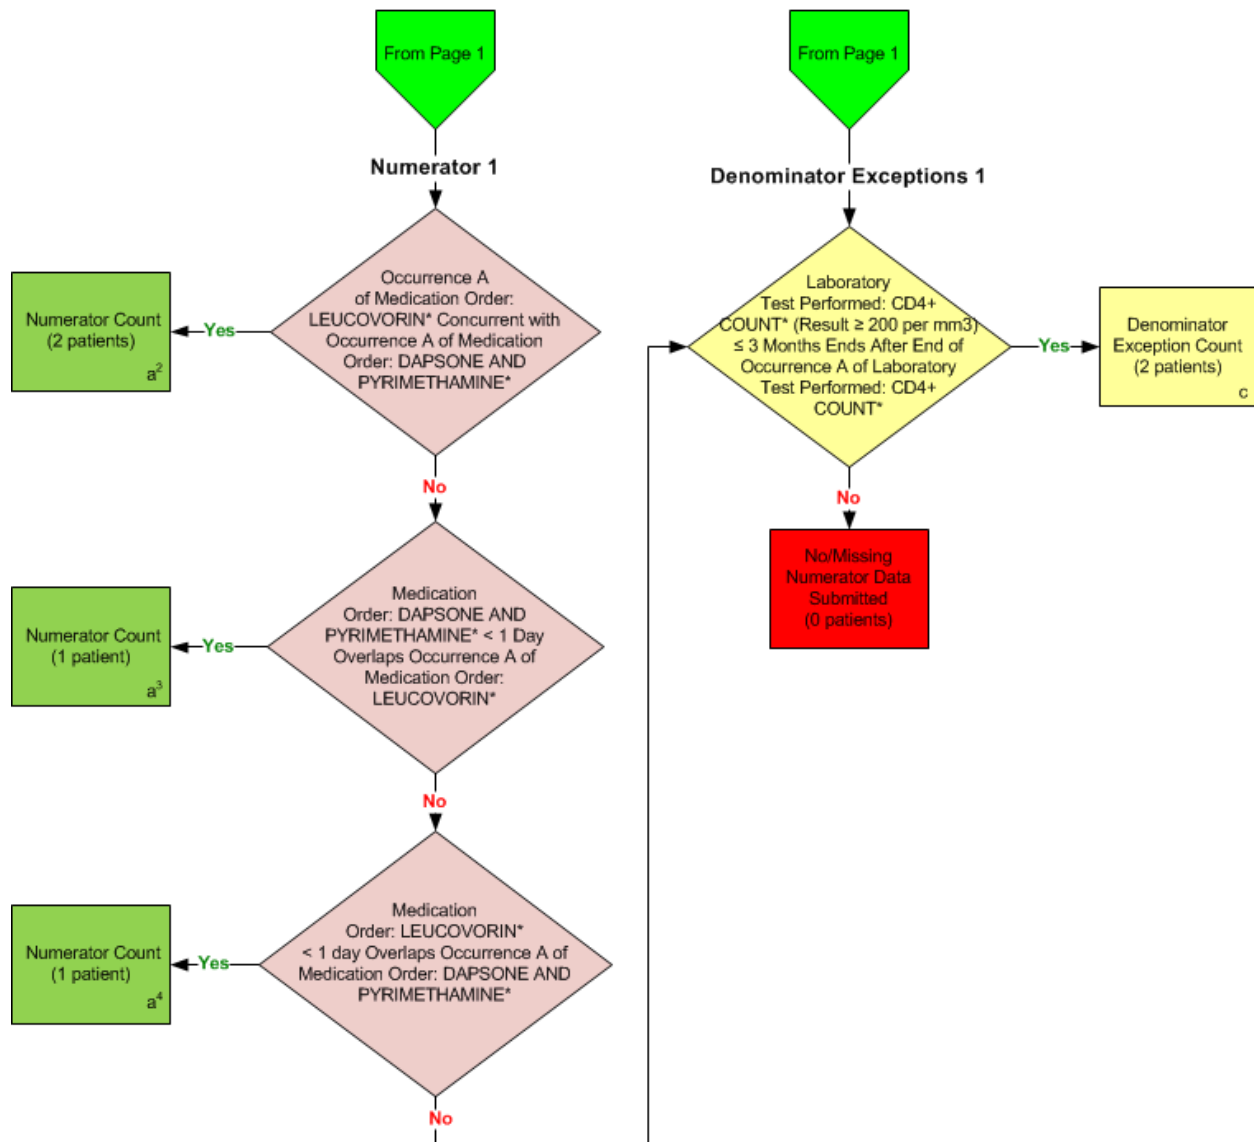 From Page 1
Numerator 1
Occurrence A
of Medication Order:
LEUCOVORIN* Concurrent with
Occurrence A of Medication
Order: DAPSONE AND
PYRIMETHAMINE*
Yes
Numerator Count
(2 patients)
a²
No
Medication
Order: DAPSONE AND
PYRIMETHAMINE* < 1 Day
Overlaps Occurrence A of
Medication Order:
LEUCOVORIN*
Yes
Numerator Count
(1 patient)
a³
No
Medication
Order: LEUCOVORIN*
< 1 day Overlaps Occurrence A of
Medication Order: DAPSONE AND
PYRIMETHAMINE*
Yes
Numerator Count
(1 patient)
a⁴
No
From Page 1
Denominator Exceptions 1
Laboratory
Test Performed: CD4+
COUNT* (Result ≥ 200 per mm3)
≤ 3 Months Ends After End of
Occurrence A of Laboratory
Test Performed: CD4+
COUNT*
Yes
Denominator
Exception Count
(2 patients)
c
No
No/Missing
Numerator Data
Submitted
(0 patients)